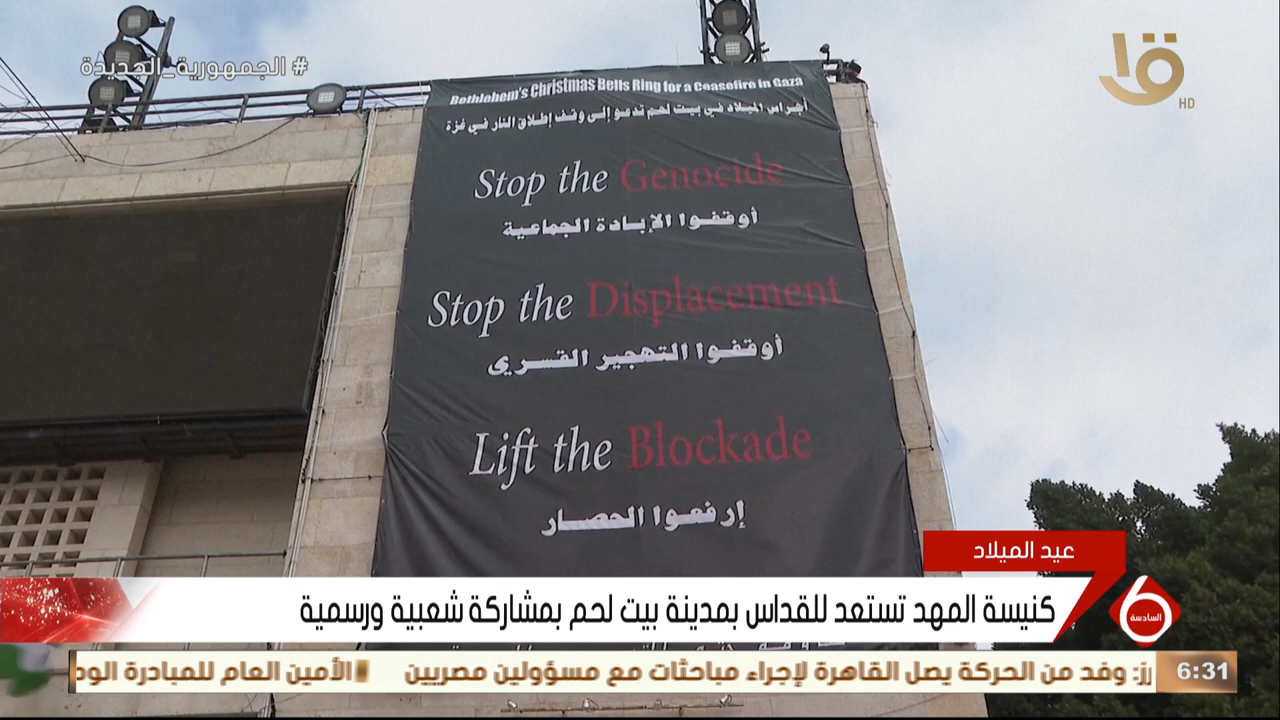 #الجمهورية_الجديدة
HD
Bethlehem's Christmas Bells Ring for a Ceasefire in Gaza
أجراس الميلاد في بيت لحم تدعو إلى وقف إطلاق النار في غزة
Stop the Genocide
أوقفوا الإبادة الجماعية
Stop the Displacement
أوقفوا التهجير القسري
Lift the Blockade
إرفعوا الحصار
عيد الميلاد
كنيسة المهد تستعد للقداس بمدينة بيت لحم بمشاركة شعبية ورسمية
6
السادسة
وفد من الحركة يصل القاهرة لإجراء مباحثات مع مسؤولين مصريين
الأمين العام للمبادرة
6:31